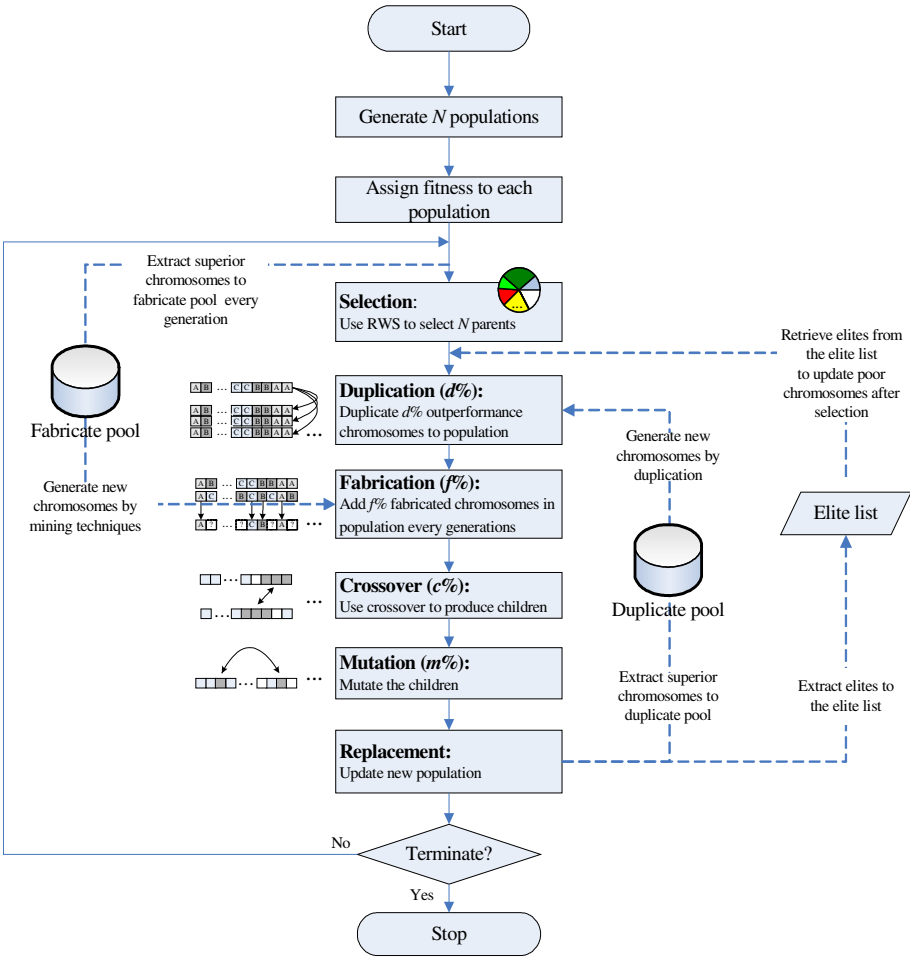 Start
Generate N populations
Assign fitness to each
population
Extract superior
chromosomes to
fabricate pool every
generation
Selection:
Use RWS to select N parents
...
Retrieve elites from
the elite list
to update poor
chromosomes after
selection
Fabricate pool
A B ... C C B B A A
A B ... C C B B A A
A B ... C C B B A A
A B ... C C B B A A ...
Duplication (d%):
Duplicate d% outperformance
chromosomes to population
Generate new
chromosomes by
duplication
Generate new
chromosomes by
mining techniques
A B ... C C B B A A
A C ... B C B C A B
A ? ... ? C B ? A ? ...
Fabrication (f%):
Add f% fabricated chromosomes in
population every generations
Elite list
Duplicate pool
... ...
...
Crossover (c%):
Use crossover to produce children
... ...
Mutation (m%):
Mutate the children
Extract superior
chromosomes to
duplicate pool
Extract elites to
the elite list
Replacement:
Update new population
No
Terminate?
Yes
Stop